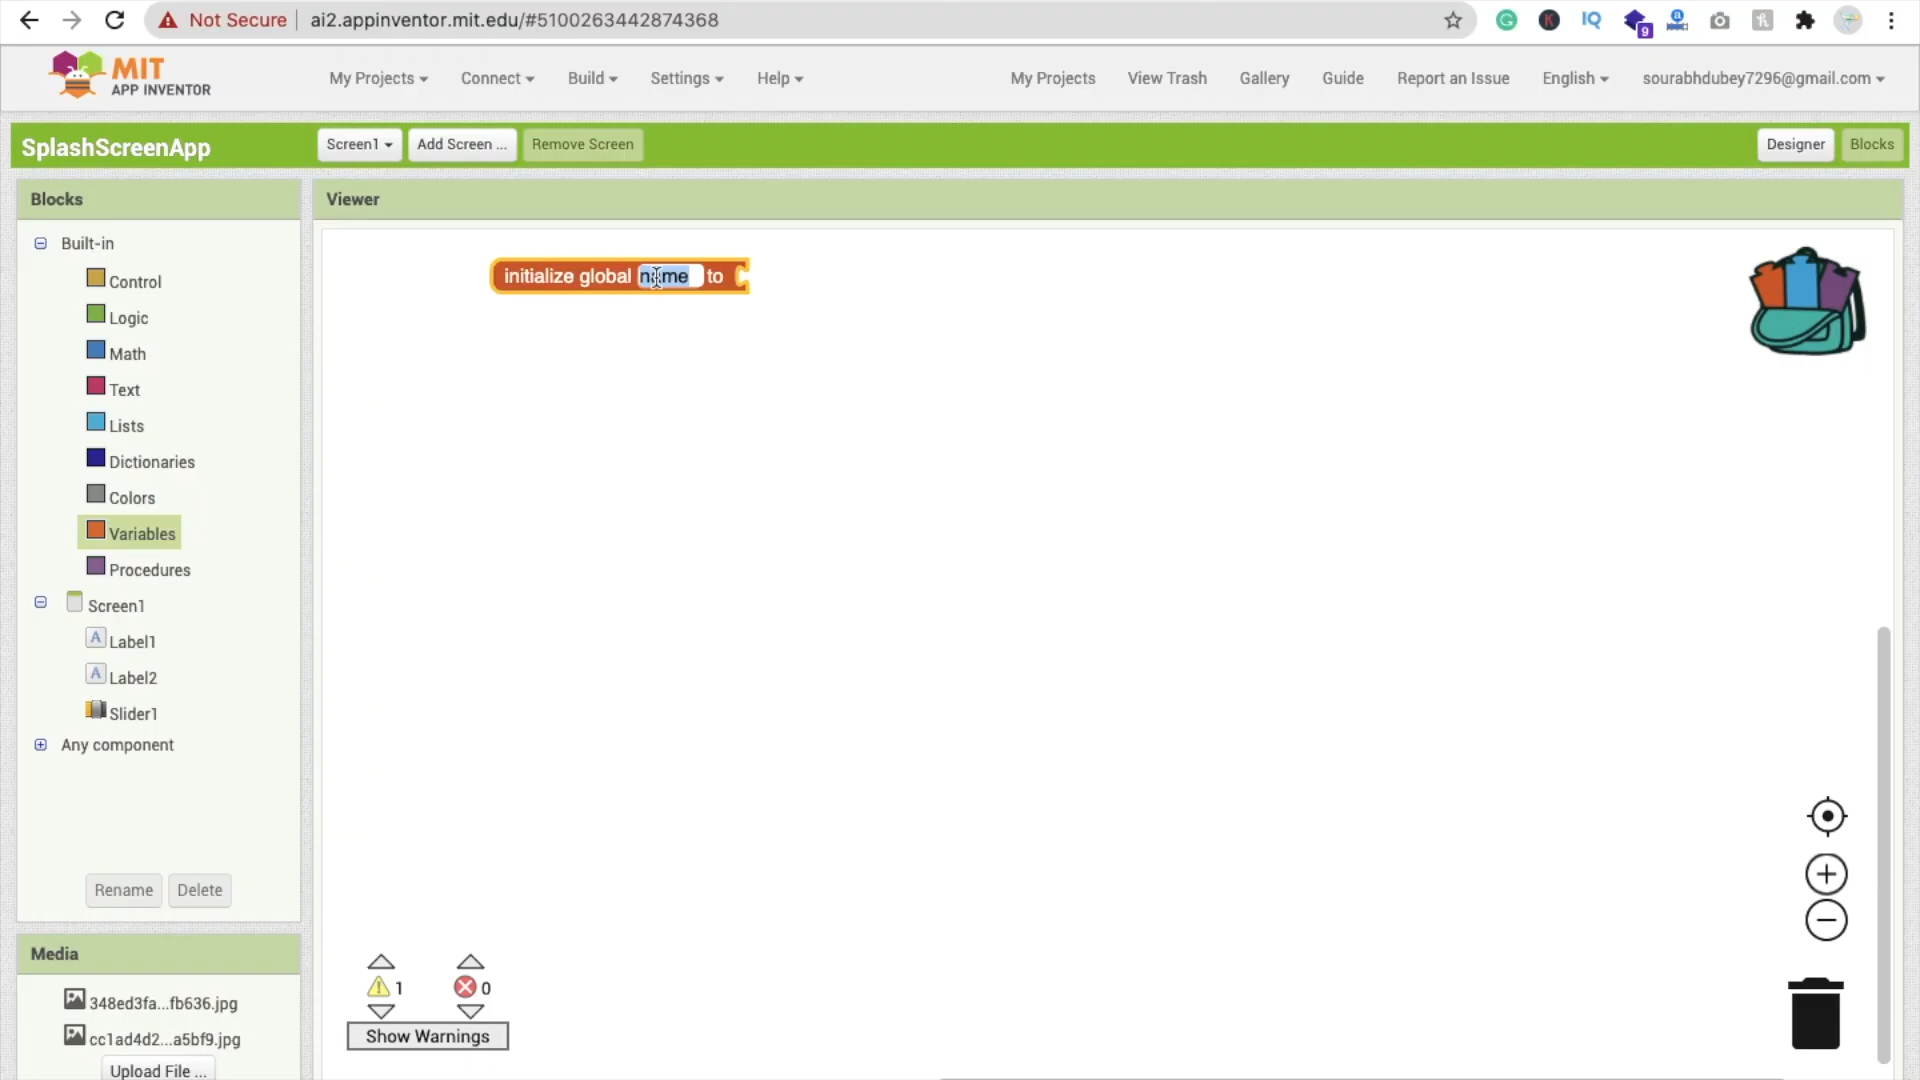 Not Secure ai2.appinventor.mit.edu/#5100263442874368
9
MIT
APP INVENTOR
My Projects Connect Build Settings Help My Projects View Trash Gallery Guide Report an Issue English sourabhdubey7296@gmail.com
SplashScreenApp Screen1 Add Screen ... Remove Screen Designer Blocks
Blocks
Viewer
Built-in
Control
Logic
Math
Text
Lists
Dictionaries
Colors
Variables
Procedures
Screen1
A Label1
A Label2
Slider1
Any component
Rename Delete
initialize global name to
1 0
Show Warnings
Media
348ed3fa...fb636.jpg
cc1ad4d2...a5bf9.jpg
Upload File ...